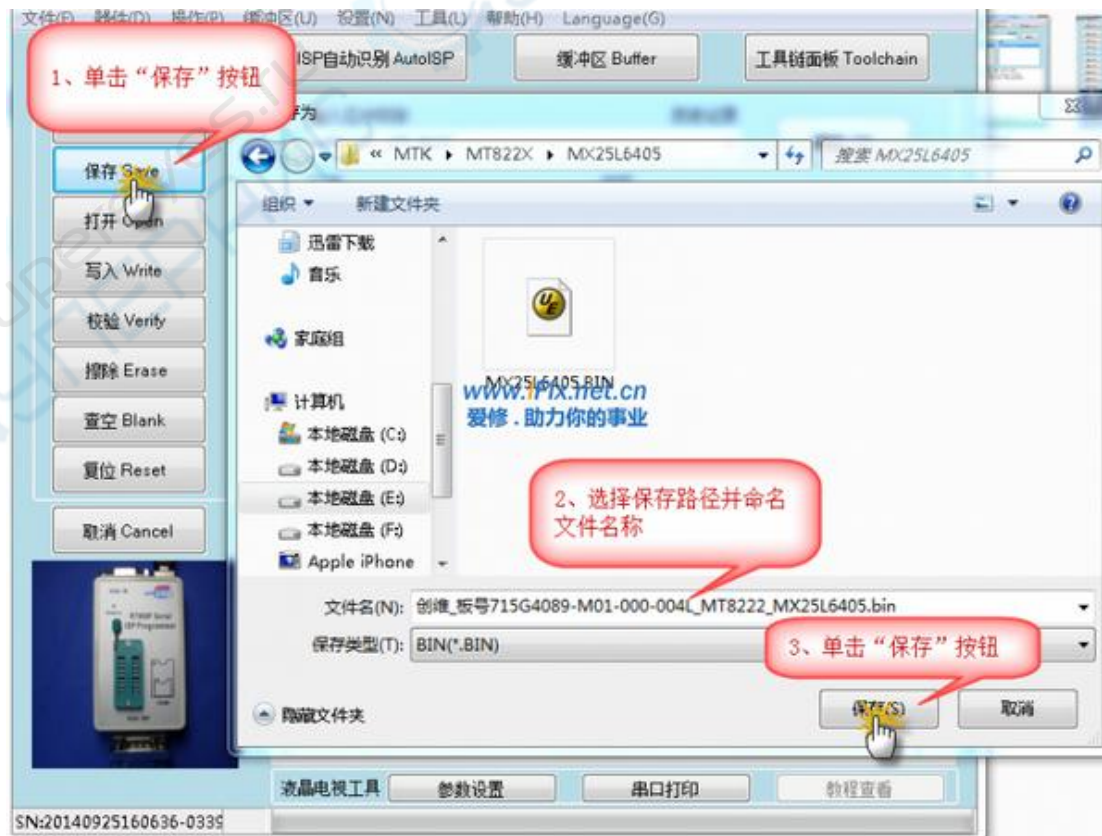 文件(F) 器件(D) 操作(P) 缓冲区(U) 设置(N) 工具(L) 帮助(H) Language(G)
1、单击“保存”按钮
ISP自动识别 AutoISP
缓冲区 Buffer
工具链面板 Toolchain
存为
« MTK ▸ MT822X ▸ MX25L6405
搜索 MX25L6405
保存 Save
打开 Open
写入 Write
校验 Verify
擦除 Erase
查空 Blank
复位 Reset
取消 Cancel
组织 新建文件夹
迅雷下载
音乐
家庭组
计算机
本地磁盘 (C:)
本地磁盘 (D:)
本地磁盘 (E:)
本地磁盘 (F:)
Apple iPhone
MX25L6405.BIN
www.iFix.net.cn
爱修 . 助力你的事业
2、选择保存路径并命名
文件名称
文件名(N): 创维_板号715G4089-M01-000-004L_MT8222_MX25L6405.bin
保存类型(T): BIN(*.BIN)
3、单击“保存”按钮
隐藏文件夹
保存(S)
取消
液晶电视工具 参数设置 串口打印 教程查看
SN:20140925160636-0339